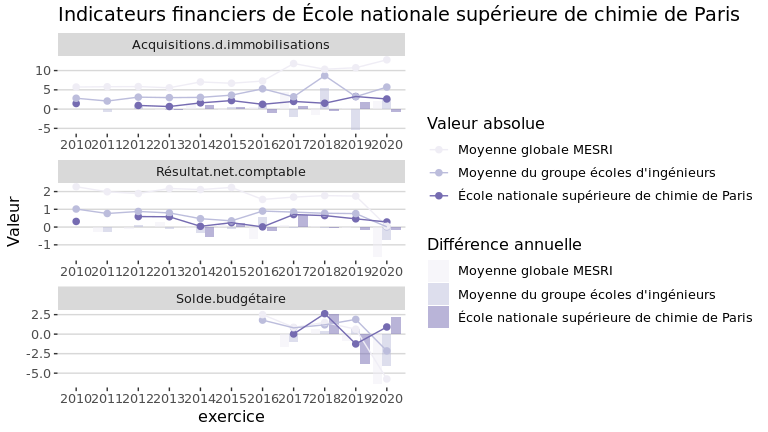 Indicateurs financiers de École nationale supérieure de chimie de Paris
Acquisitions.d.immobilisations
10
5
0
-5
2010 2011 2012 2013 2014 2015 2016 2017 2018 2019 2020
Résultat.net.comptable
2
1
0
-1
2010 2011 2012 2013 2014 2015 2016 2017 2018 2019 2020
Solde.budgétaire
2.5
0.0
-2.5
-5.0
2010 2011 2012 2013 2014 2015 2016 2017 2018 2019 2020
exercice
Valeur
Valeur absolue
Moyenne globale MESRI
Moyenne du groupe écoles d'ingénieurs
École nationale supérieure de chimie de Paris
Différence annuelle
Moyenne globale MESRI
Moyenne du groupe écoles d'ingénieurs
École nationale supérieure de chimie de Paris